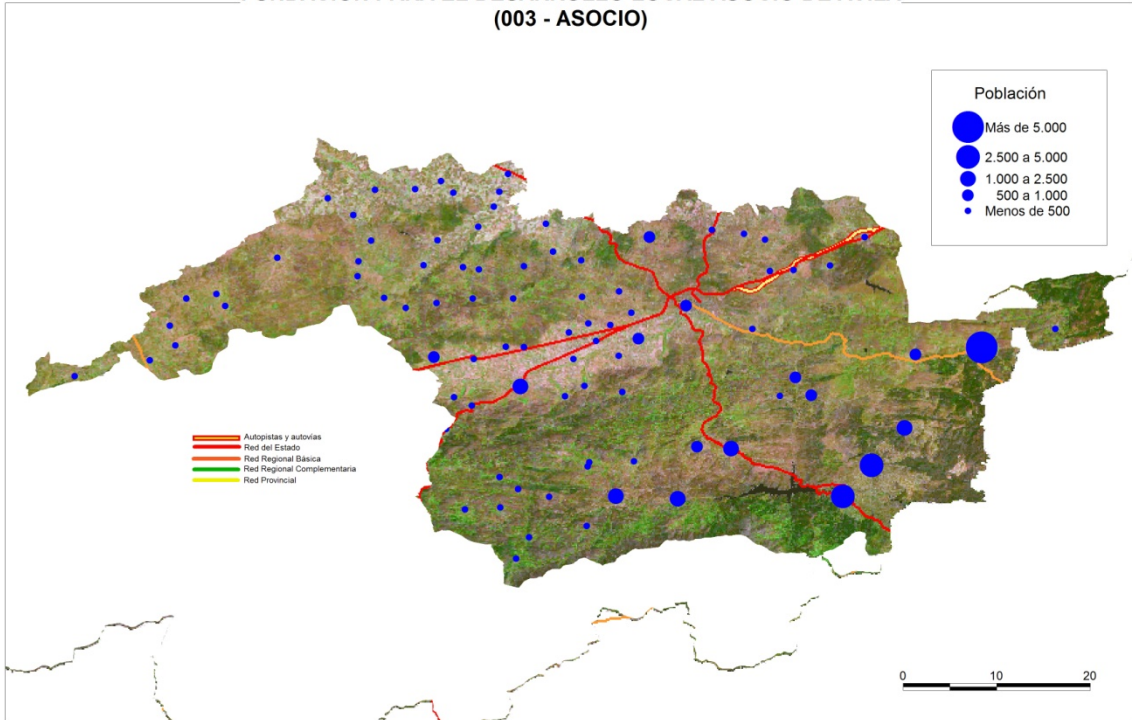 (003 - ASOCIO)
Población
Más de 5.000
2.500 a 5.000
1.000 a 2.500
500 a 1.000
Menos de 500
Autopistas y autovías
Red del Estado
Red Regional Básica
Red Regional Complementaria
Red Provincial
0 10 20